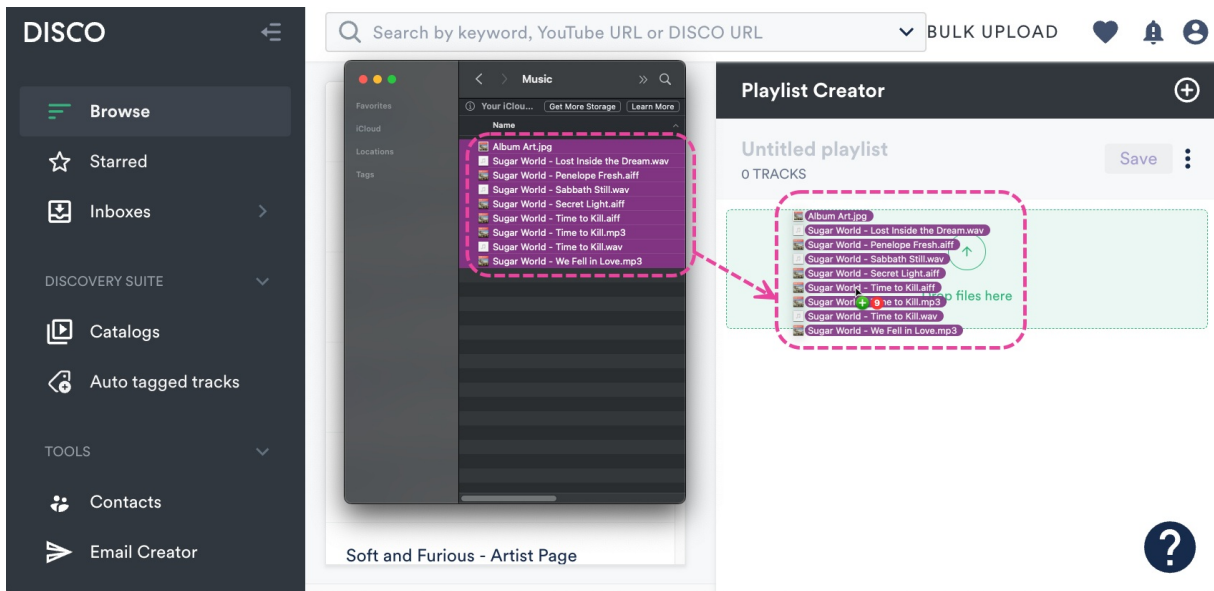 DISCO
Search by keyword, YouTube URL or DISCO URL
BULK UPLOAD
Browse
Starred
Inboxes
DISCOVERY SUITE
Catalogs
Auto tagged tracks
TOOLS
Contacts
Email Creator
Music
Favorites
iCloud
Locations
Tags
Your iClou... Get More Storage Learn More
Name
Album Art.jpg
Sugar World - Lost Inside the Dream.wav
Sugar World - Penelope Fresh.aiff
Sugar World - Sabbath Still.wav
Sugar World - Secret Light.aiff
Sugar World - Time to Kill.aiff
Sugar World - Time to Kill.mp3
Sugar World - Time to Kill.wav
Sugar World - We Fell in Love.mp3
Soft and Furious - Artist Page
Playlist Creator
Untitled playlist
Save
0 TRACKS
Album Art.jpg
Sugar World - Lost Inside the Dream.wav
Sugar World - Penelope Fresh.aiff
Sugar World - Sabbath Still.wav
Sugar World - Secret Light.aiff
Sugar World - Time to Kill.aiff
files here
Sugar 9 to Kill.mp3
Sugar World - Time to Kill.wav
Sugar World - We Fell in Love.mp3
?